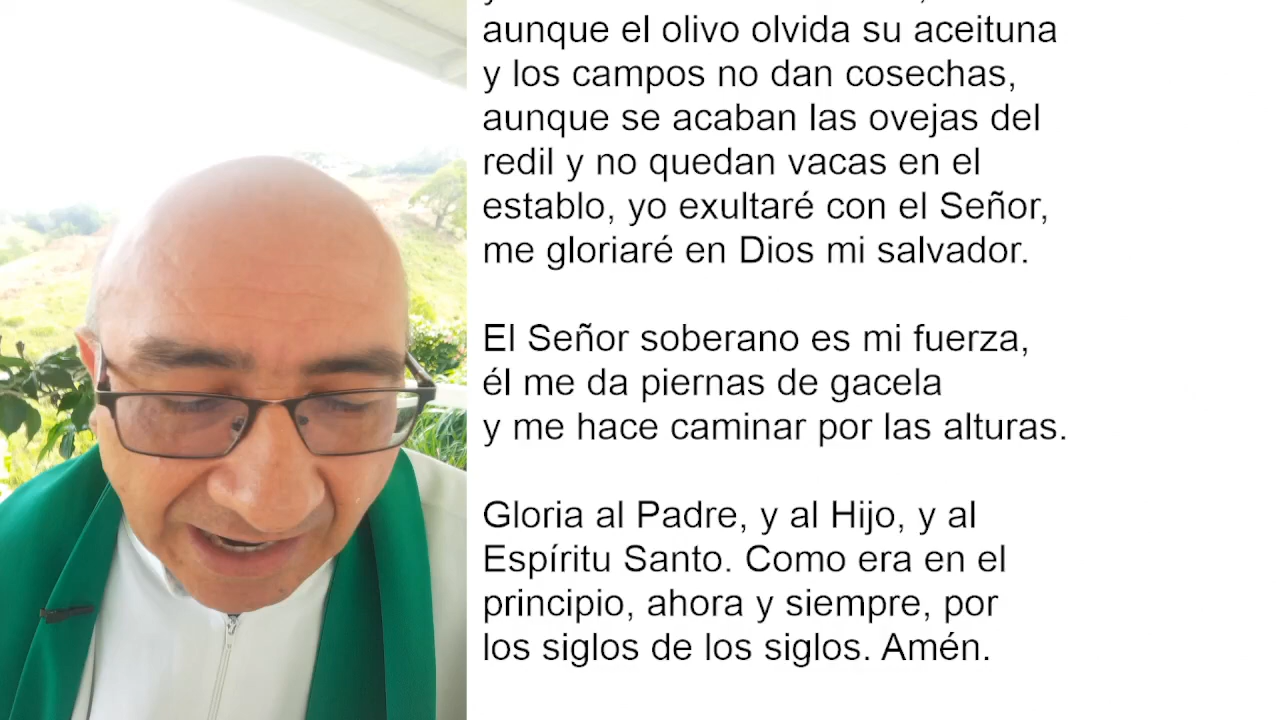 aunque el olivo olvida su aceituna
y los campos no dan cosechas,
aunque se acaban las ovejas del
redil y no quedan vacas en el
establo, yo exultaré con el Señor,
me gloriaré en Dios mi salvador.
El Señor soberano es mi fuerza,
él me da piernas de gacela
y me hace caminar por las alturas.
Gloria al Padre, y al Hijo, y al
Espíritu Santo. Como era en el
principio, ahora y siempre, por
los siglos de los siglos. Amén.